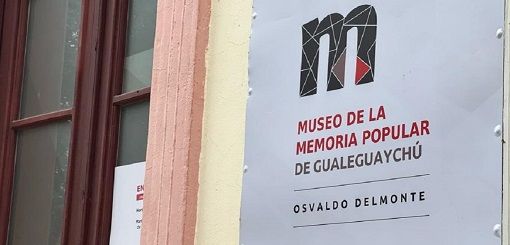 m
MUSEO DE LA
MEMORIA POPULAR
DE GUALEGUAYCHÚ
OSVALDO DELMONTE